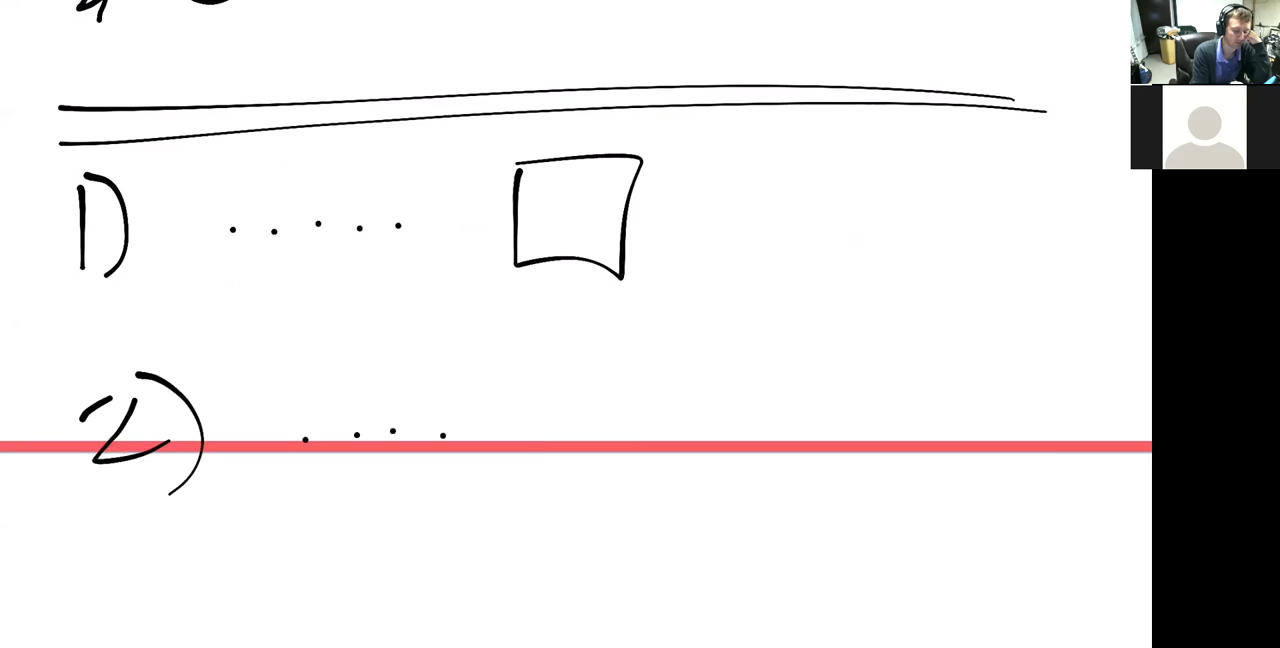 1) ..... □
2) ....